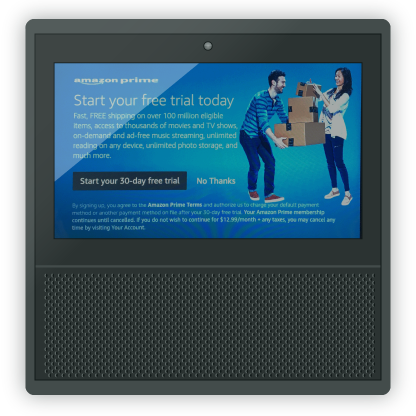 amazon prime
Start your free trial today
Fast, FREE shipping on over 100 million eligible
items, access to thousands of movies and TV shows,
on-demand and ad-free music streaming, unlimited
reading on any device, unlimited photo storage, and
much more.
Start your 30-day free trial No Thanks
By signing up, you agree to the Amazon Prime Terms and authorize us to charge your default payment
method or another payment method on file after your 30-day free trial. Your Amazon Prime membership
continues until cancelled. If you do not wish to continue for $12.99/month + any taxes, you may cancel any
time by visiting Your Account.